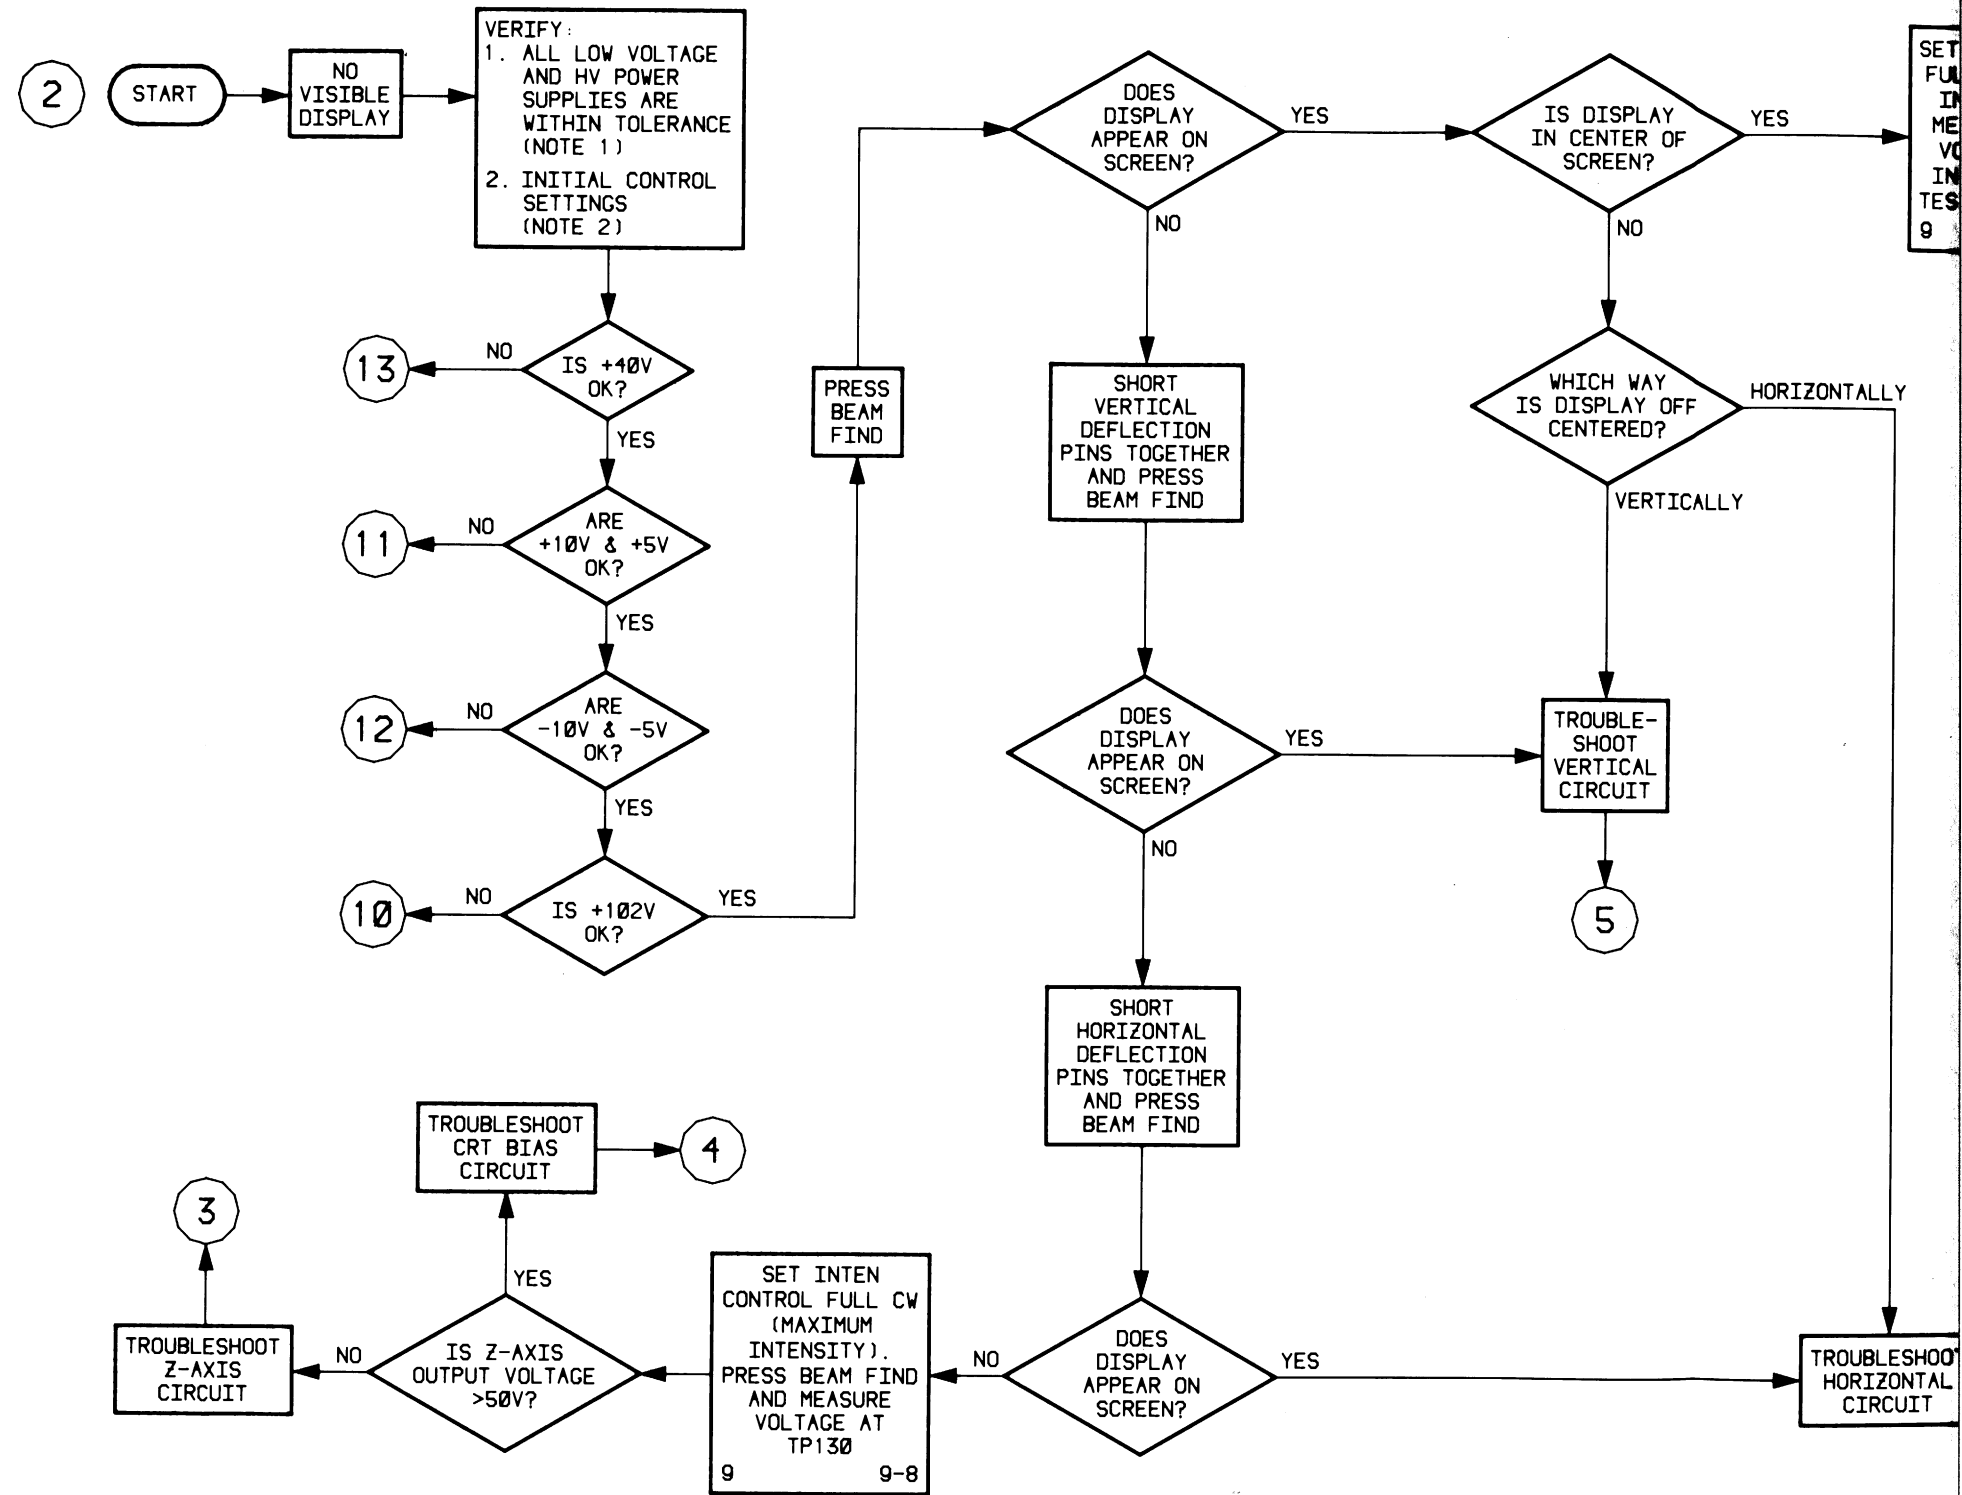 2
START
NO
VISIBLE
DISPLAY
VERIFY:
1. ALL LOW VOLTAGE
AND HV POWER
SUPPLIES ARE
WITHIN TOLERANCE
(NOTE 1)
2. INITIAL CONTROL
SETTINGS
(NOTE 2)
IS +40V
OK?
NO
13
YES
ARE
+10V & +5V
OK?
NO
11
YES
ARE
-10V & -5V
OK?
NO
12
YES
IS +102V
OK?
NO
10
YES
PRESS
BEAM
FIND
DOES
DISPLAY
APPEAR ON
SCREEN?
YES
NO
IS DISPLAY
IN CENTER OF
SCREEN?
YES
NO
SET
9
WHICH WAY
IS DISPLAY OFF
CENTERED?
HORIZONTALLY
VERTICALLY
SHORT
VERTICAL
DEFLECTION
PINS TOGETHER
AND PRESS
BEAM FIND
DOES
DISPLAY
APPEAR ON
SCREEN?
YES
NO
TROUBLE-
SHOOT
VERTICAL
CIRCUIT
5
SHORT
HORIZONTAL
DEFLECTION
PINS TOGETHER
AND PRESS
BEAM FIND
DOES
DISPLAY
APPEAR ON
SCREEN?
YES
NO
TROUBLESHOO
HORIZONTAL
CIRCUIT
SET INTEN
CONTROL FULL CW
(MAXIMUM
INTENSITY).
PRESS BEAM FIND
AND MEASURE
VOLTAGE AT
TP130
9 9-8
IS Z-AXIS
OUTPUT VOLTAGE
>50V?
YES
NO
TROUBLESHOOT
CRT BIAS
CIRCUIT
4
TROUBLESHOOT
Z-AXIS
CIRCUIT
3